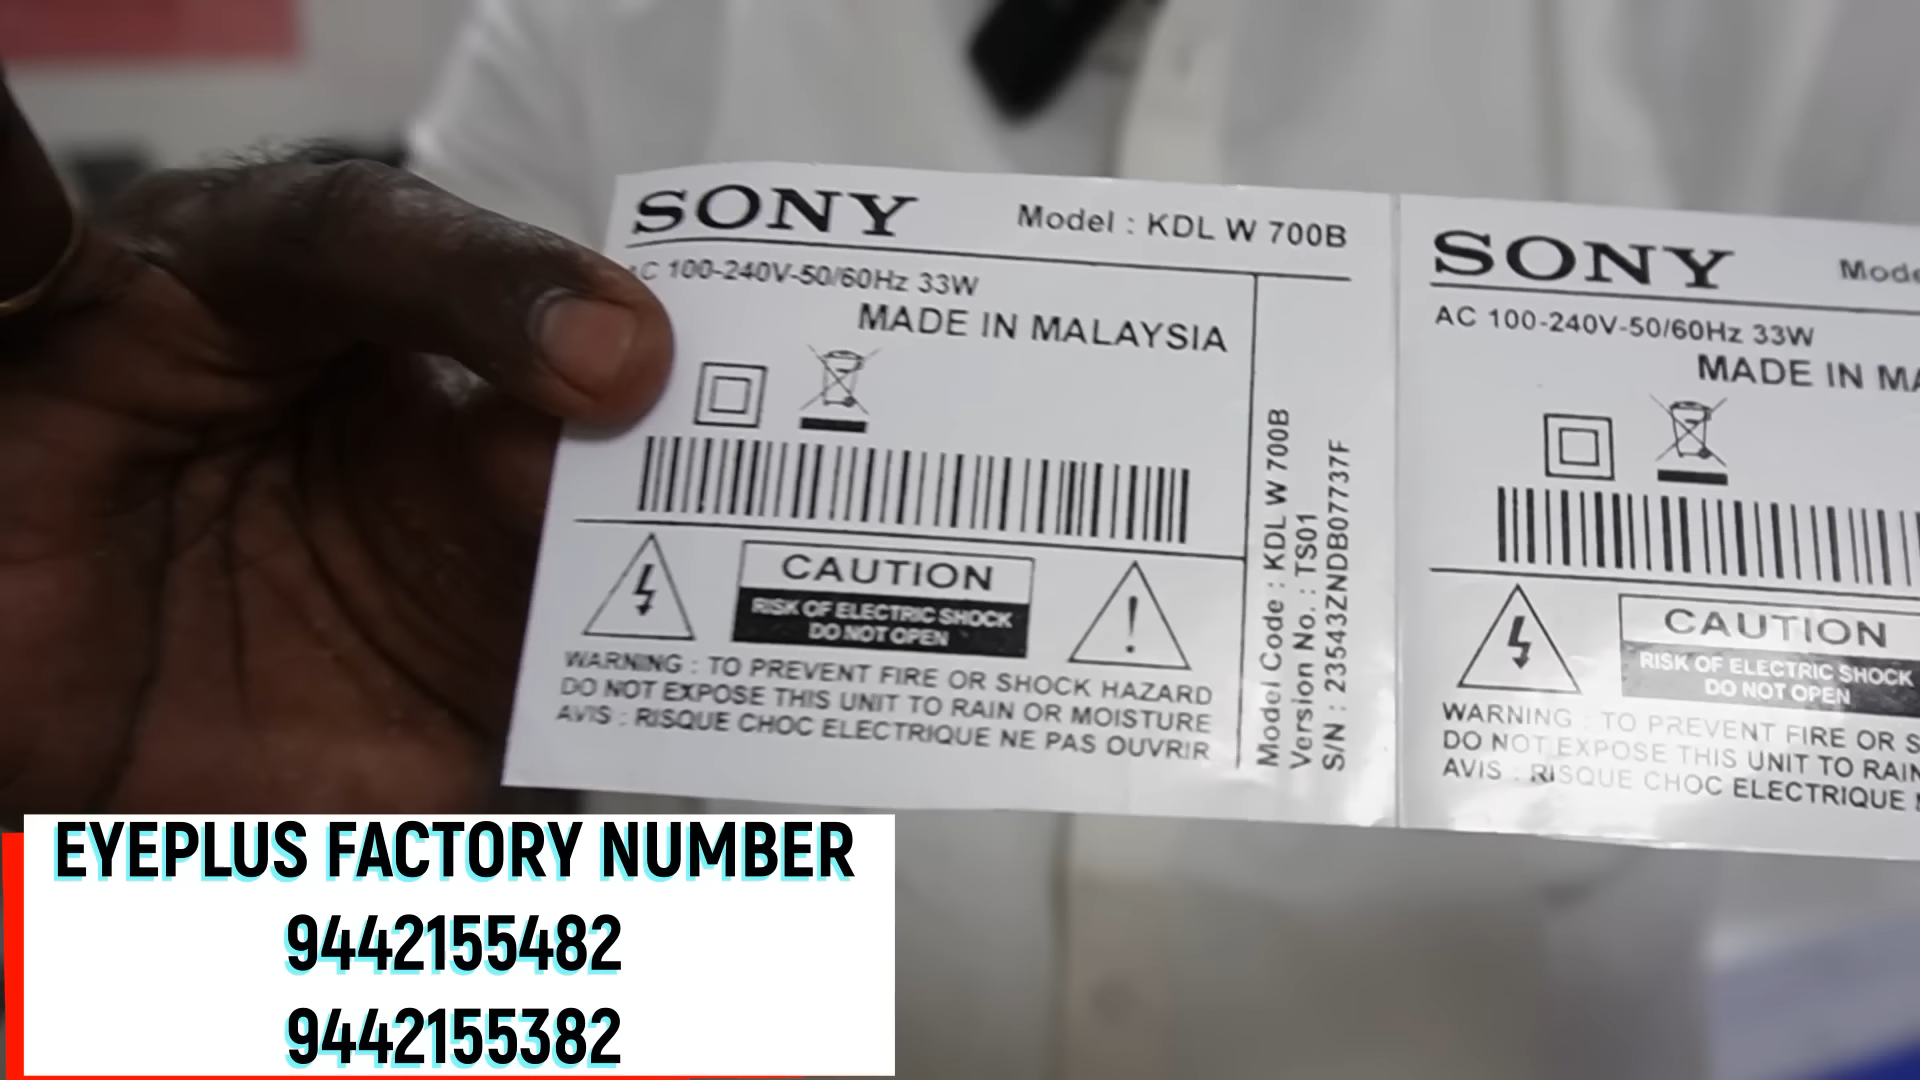 SONY Model : KDL W 700B
AC 100-240V-50/60Hz 33W
MADE IN MALAYSIA
CAUTION
RISK OF ELECTRIC SHOCK
DO NOT OPEN
WARNING : TO PREVENT FIRE OR SHOCK HAZARD
DO NOT EXPOSE THIS UNIT TO RAIN OR MOISTURE
AVIS : RISQUE CHOC ELECTRIQUE NE PAS OUVRIR
Model Code : KDL W 700B
Version No. : TS01
S/N : 23543ZNDB07737F
SONY
AC 100-240V-50/60Hz 33W
MADE IN
CAUTION
RISK OF ELECTRIC SHOCK
DO NOT OPEN
WARNING : TO PREVENT FIRE OR
DO NOT EXPOSE THIS UNIT TO RAIN
AVIS : RISQUE CHOC ELECTRIQUE
EYEPLUS FACTORY NUMBER
9442155482
9442155382